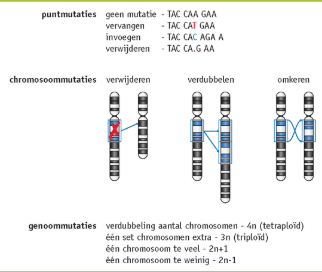 puntmutaties geen mutatie - TAC CAA GAA
vervangen - TAC CAT GAA
invoegen - TAC CAC AGA A
verwijderen - TAC CA.G AA
chromosoommutaties verwijderen verdubbelen omkeren
genoommutaties verdubbeling aantal chromosomen - 4n (tetraploïd)
één set chromosomen extra - 3n (triploïd)
één chromosoom te veel - 2n+1
één chromosoom te weinig - 2n-1